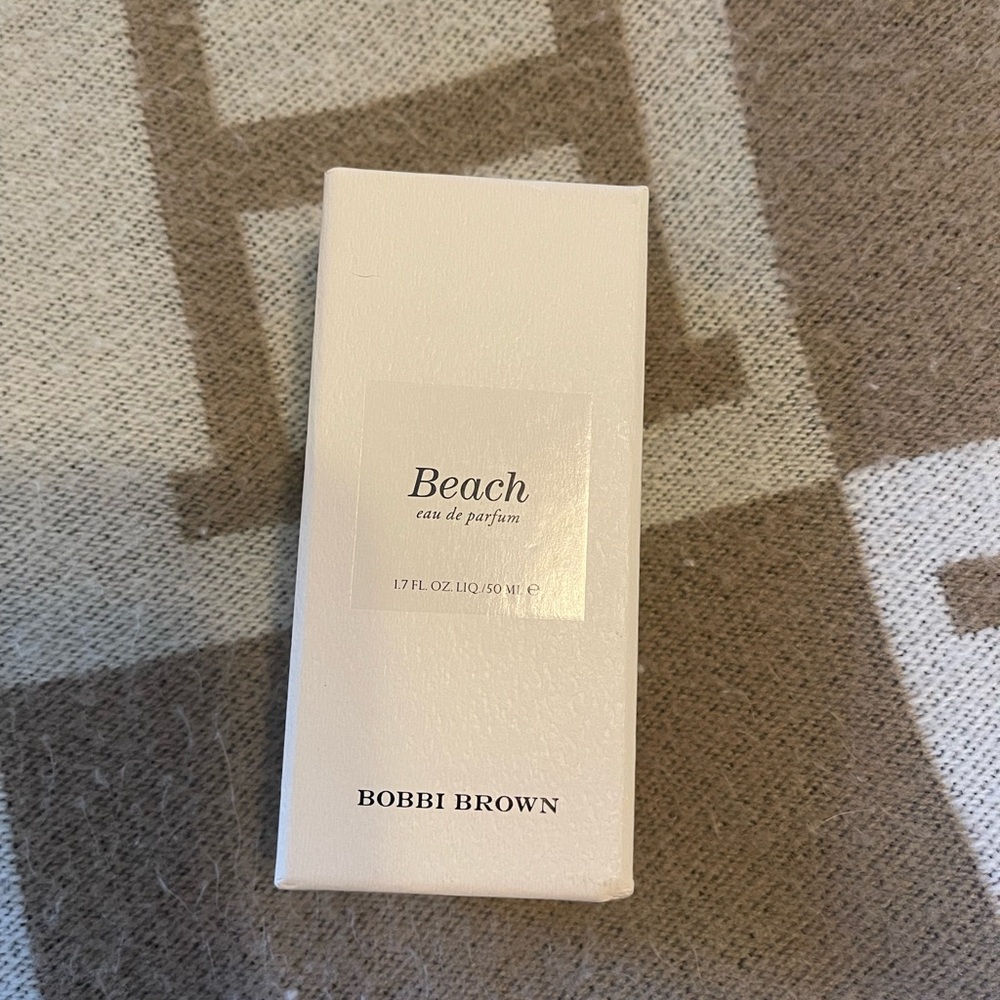 Beach
eau de parfum
1.7 FL. OZ. LIQ./50 ML ℮
BOBBI BROWN